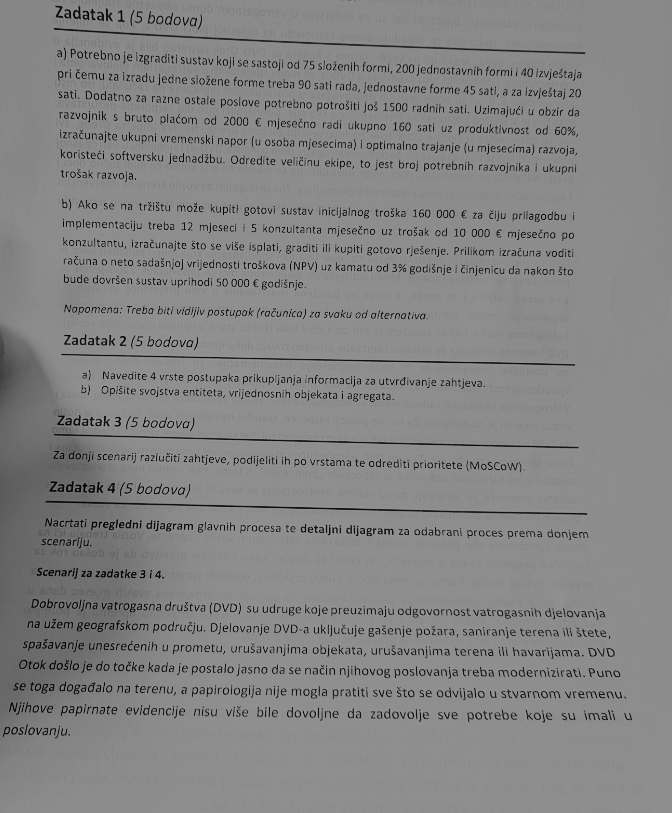 Zadatak 1 (5 bodova)
a) Potrebno je izgraditi sustav koji se sastoji od 75 složenih formi, 200 jednostavnih formi i 40 izvještaja
pri čemu za izradu jedne složene forme treba 90 sati rada, jednostavne forme 45 sati, a za izvještaj 20
sati. Dodatno za razne ostale poslove potrebno potrošiti još 1500 radnih sati. Uzimajući u obzir da
razvojnik s bruto plaćom od 2000 € mjesečno radi ukupno 160 sati uz produktivnost od 60%,
izračunajte ukupni vremenski napor (u osoba mjesecima) i optimalno trajanje (u mjesecima) razvoja,
koristeći softversku jednadžbu. Odredite veličinu ekipe, to jest broj potrebnih razvojnika i ukupni
trošak razvoja.
b) Ako se na tržištu može kupiti gotovi sustav inicijalnog troška 160 000 € za čiju prilagodbu i
implementaciju treba 12 mjeseci i 5 konzultanta mjesečno uz trošak od 10 000 € mjesečno po
konzultantu, izračunajte što se više isplati, graditi ili kupiti gotovo rješenje. Prilikom izračuna voditi
računa o neto sadašnjoj vrijednosti troškova (NPV) uz kamatu od 3% godišnje i činjenicu da nakon što
bude dovršen sustav uprihodi 50 000 € godišnje.
Napomena: Treba biti vidljiv postupak (računica) za svaku od alternativa.
Zadatak 2 (5 bodova)
a) Navedite 4 vrste postupaka prikupljanja informacija za utvrđivanje zahtjeva.
b) Opišite svojstva entiteta, vrijednosnih objekata i agregata.
Zadatak 3 (5 bodova)
Za donji scenarij razlučiti zahtjeve, podijeliti ih po vrstama te odrediti prioritete (MoSCoW).
Zadatak 4 (5 bodova)
Nacrtati pregledni dijagram glavnih procesa te detaljni dijagram za odabrani proces prema donjem
scenariju.
Scenarij za zadatke 3 i 4.
Dobrovoljna vatrogasna društva (DVD) su udruge koje preuzimaju odgovornost vatrogasnih djelovanja
na užem geografskom području. Djelovanje DVD-a uključuje gašenje požara, saniranje terena ili štete,
spašavanje unesrećenih u prometu, urušavanjima objekata, urušavanjima terena ili havarijama. DVD
Otok došlo je do točke kada je postalo jasno da se način njihovog poslovanja treba modernizirati. Puno
se toga događalo na terenu, a papirologija nije mogla pratiti sve što se odvijalo u stvarnom vremenu.
Njihove papirnate evidencije nisu više bile dovoljne da zadovolje sve potrebe koje su imali u
poslovanju.